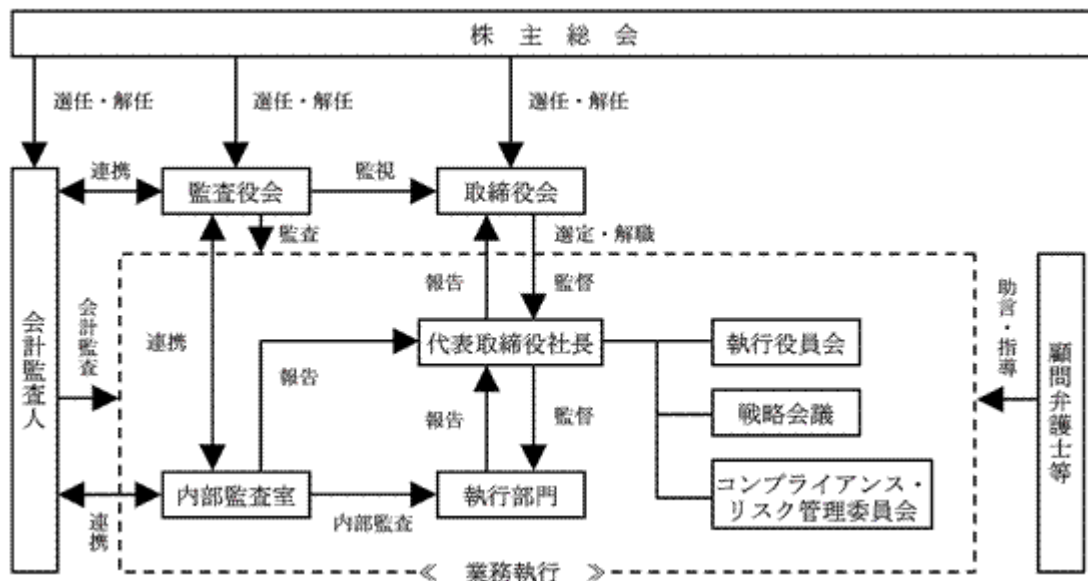 株主総会
選任・解任
選任・解任
選任・解任
連携
監査役会
監視
取締役会
監査
選定・解職
報告
監督
会計監査人
会計監査
連携
報告
代表取締役社長
執行役員会
助言・指導
顧問弁護士等
報告
監督
戦略会議
内部監査室
執行部門
コンプライアンス・
リスク管理委員会
連携
内部監査
≪ 業務執行 ≫